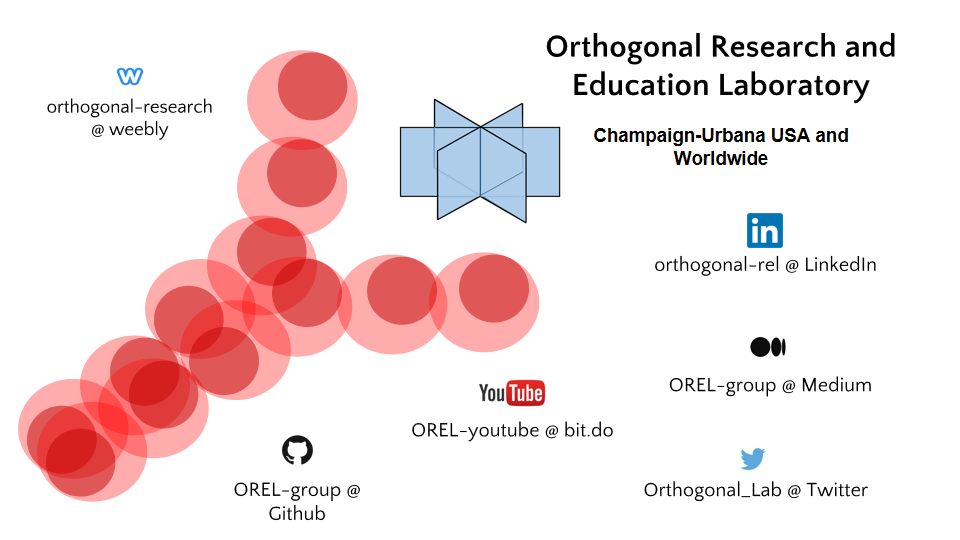 Orthogonal Research and
Education Laboratory
Champaign-Urbana USA and
Worldwide
w
orthogonal-research
@ weebly
in
orthogonal-rel @ LinkedIn
OREL-group @ Medium
YouTube
OREL-youtube @ bit.do
OREL-group @
Github
Orthogonal_Lab @ Twitter